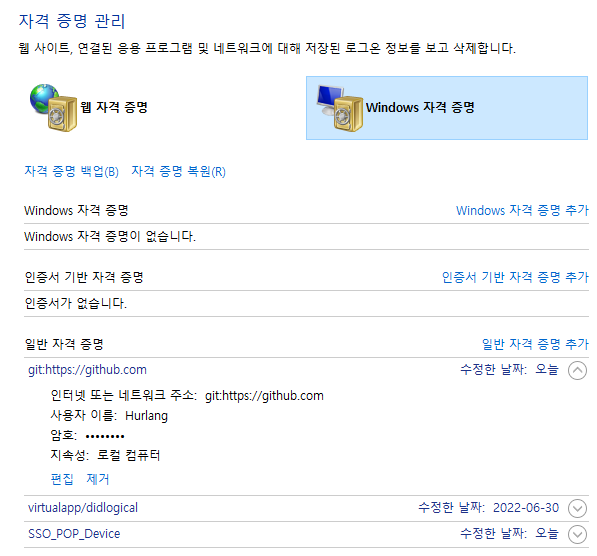 자격 증명 관리
웹 사이트, 연결된 응용 프로그램 및 네트워크에 대해 저장된 로그온 정보를 보고 삭제합니다.
웹 자격 증명
Windows 자격 증명
자격 증명 백업(B) 자격 증명 복원(R)
Windows 자격 증명 Windows 자격 증명 추가
Windows 자격 증명이 없습니다.
인증서 기반 자격 증명 인증서 기반 자격 증명 추가
인증서가 없습니다.
일반 자격 증명 일반 자격 증명 추가
git:https://github.com 수정한 날짜: 오늘
인터넷 또는 네트워크 주소: git:https://github.com
사용자 이름: Hurlang
암호: ••••••••
지속성: 로컬 컴퓨터
편집 제거
virtualapp/didlogical 수정한 날짜: 2022-06-30
SSO_POP_Device 수정한 날짜: 오늘